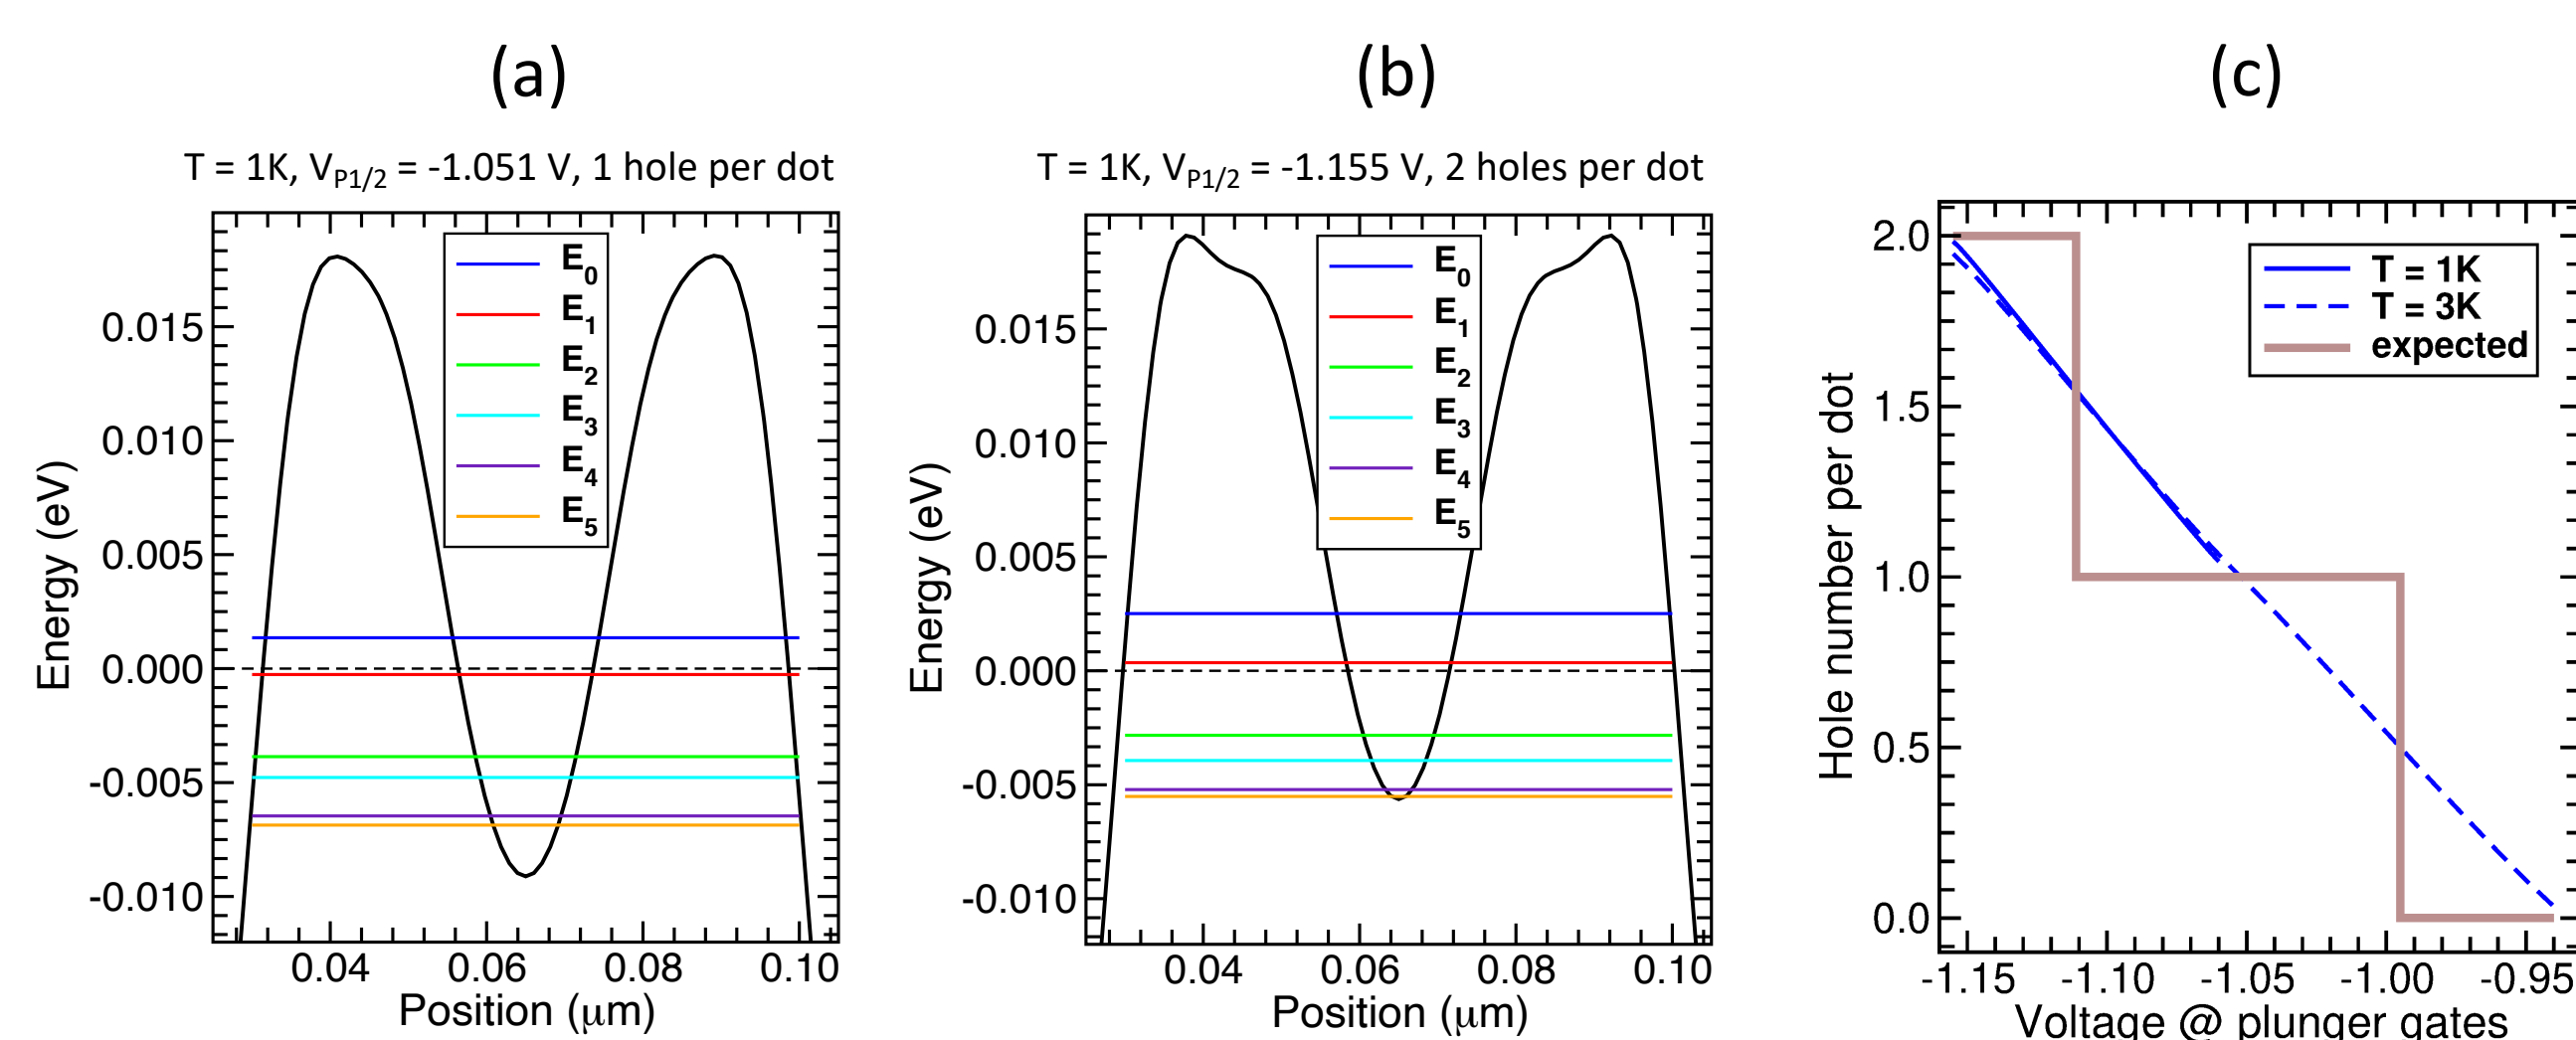 (a)
T = 1K, VP1/2 = -1.051 V, 1 hole per dot
E0
E1
E2
E3
E4
E5
0.015
0.010
0.005
0.000
-0.005
-0.010
Energy (eV)
0.04 0.06 0.08 0.10
Position (μm)
(b)
T = 1K, VP1/2 = -1.155 V, 2 holes per dot
E0
E1
E2
E3
E4
E5
0.015
0.010
0.005
0.000
-0.005
-0.010
Energy (eV)
0.04 0.06 0.08 0.10
Position (μm)
(c)
T = 1K
T = 3K
expected
2.0
1.5
1.0
0.5
0.0
Hole number per dot
-1.15 -1.10 -1.05 -1.00 -0.95
Voltage @ plunger gates